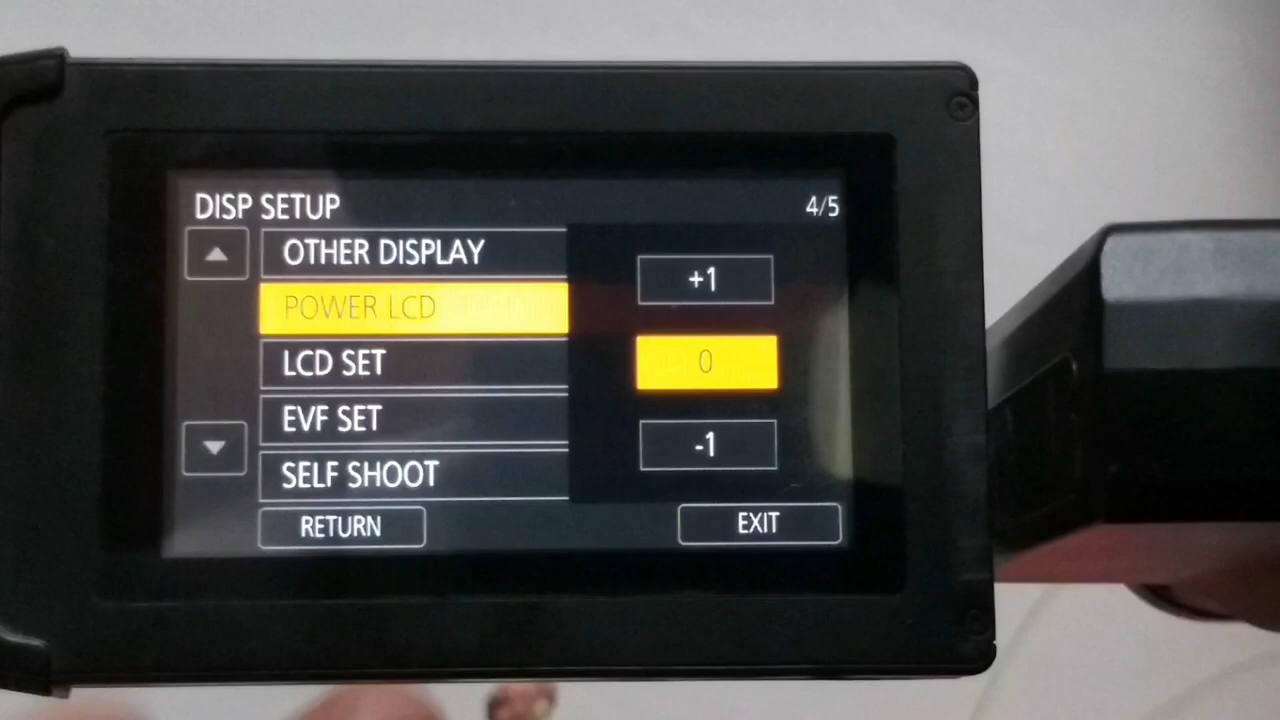 DISP SETUP 4/5
OTHER DISPLAY
+1
POWER LCD
LCD SET
0
EVF SET
-1
SELF SHOOT
RETURN EXIT